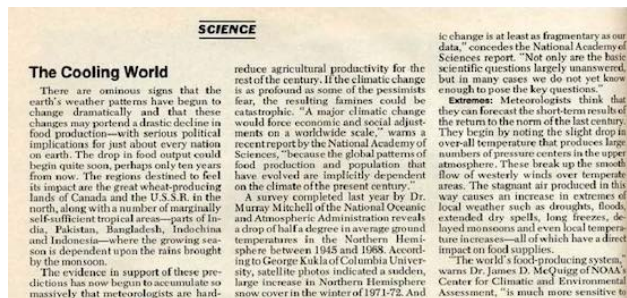 SCIENCE
The Cooling World
There are ominous signs that the
earth's weather patterns have begun to
change dramatically and that these
changes may portend a drastic decline in
food production—with serious political
implications for just about every nation
on earth. The drop in food output could
begin quite soon, perhaps only ten years
from now. The regions destined to feel
its impact are the great wheat-producing
lands of Canada and the U.S.S.R. in the
north, along with a number of marginally
self-sufficient tropical areas—parts of In-
dia, Pakistan, Bangladesh, Indochina
and Indonesia—where the growing sea-
son is dependent upon the rains brought
by the monsoon.
The evidence in support of these pre-
dictions has now begun to accumulate so
massively that meteorologists are hard-
reduce agricultural productivity for the
rest of the century. If the climatic change
is as profound as some of the pessimists
fear, the resulting famines could be
catastrophic. "A major climatic change
would force economic and social adjust-
ments on a worldwide scale," warns a
recent report by the National Academy of
Sciences, "because the global patterns of
food production and population that
have evolved are implicitly dependent
on the climate of the present century."
A survey completed last year by Dr.
Murray Mitchell of the National Oceanic
and Atmospheric Administration reveals
a drop of half a degree in average ground
temperatures in the Northern Hemi-
sphere between 1945 and 1968. Accord-
ing to George Kukla of Columbia Univer-
sity, satellite photos indicated a sudden,
large increase in Northern Hemisphere
snow cover in the winter of 1971-72. And
ic change is at least as fragmentary as our
data," concedes the National Academy of
Sciences report. "Not only are the basic
scientific questions largely unanswered,
but in many cases we do not yet know
enough to pose the key questions."
Extremes: Meteorologists think that
they can forecast the short-term results of
the return to the norm of the last century.
They begin by noting the slight drop in
over-all temperature that produces large
numbers of pressure centers in the upper
atmosphere. These break up the smooth
flow of westerly winds over temperate
areas. The stagnant air produced in this
way causes an increase in extremes of
local weather such as droughts, floods,
extended dry spells, long freezes, de-
layed monsoons and even local tempera-
ture increases—all of which have a direct
impact on food supplies.
"The world's food-producing system,"
warns Dr. James D. McQuigg of NOAA's
Center for Climatic and Environmental
Assessment, "is much more sensitive to